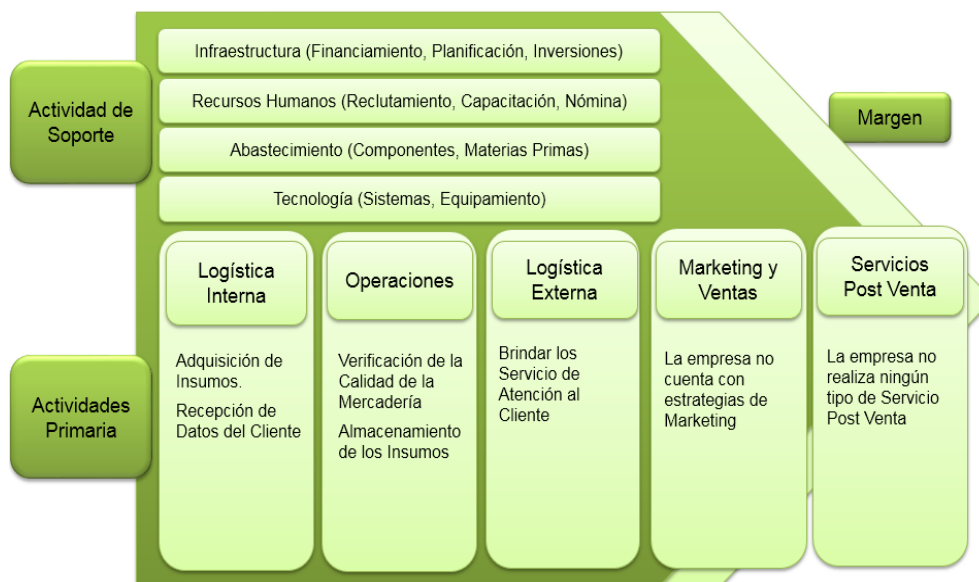 Actividad de
Soporte
Infraestructura (Financiamiento, Planificación, Inversiones)
Recursos Humanos (Reclutamiento, Capacitación, Nómina)
Abastecimiento (Componentes, Materias Primas)
Tecnología (Sistemas, Equipamiento)
Margen
Actividades
Primaria
Logística
Interna
Adquisición de
Insumos.
Recepción de
Datos del Cliente
Operaciones
Verificación de la
Calidad de la
Mercadería
Almacenamiento
de los Insumos
Logística
Externa
Brindar los
Servicio de
Atención al
Cliente
Marketing y
Ventas
La empresa no
cuenta con
estrategias de
Marketing
Servicios
Post Venta
La empresa no
realiza ningún
tipo de Servicio
Post Venta